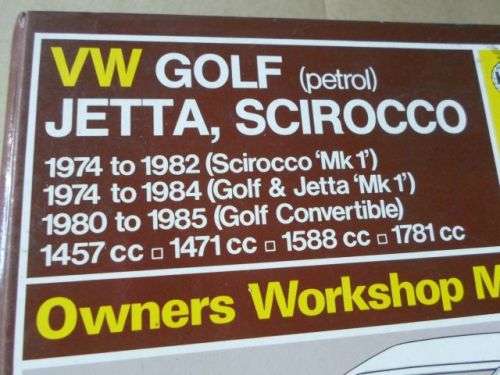 VW GOLF (petrol)
JETTA, SCIROCCO
1974 to 1982 (Scirocco 'Mk 1')
1974 to 1984 (Golf & Jetta 'Mk 1')
1980 to 1985 (Golf Convertible)
1457 cc □ 1471 cc □ 1588 cc □ 1781 cc
Owners Workshop M